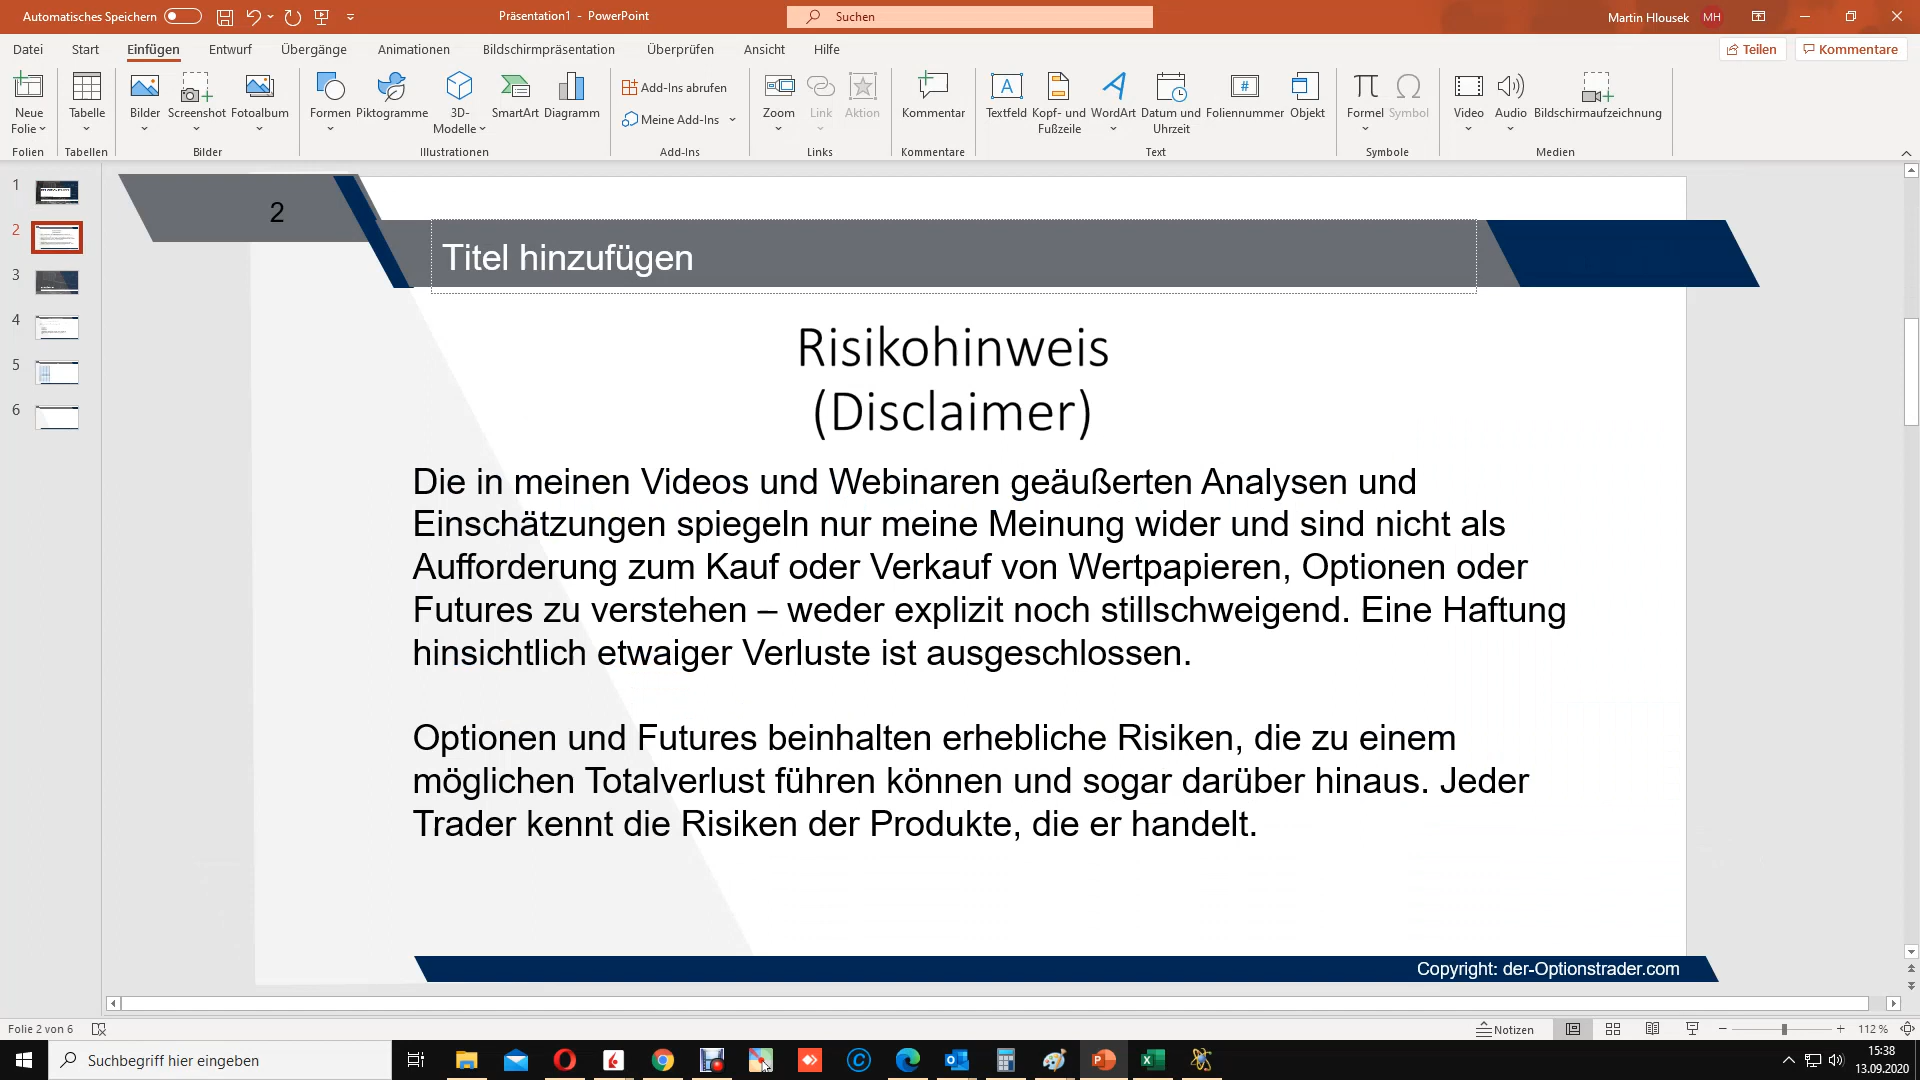 Automatisches Speichern
Präsentation1 - PowerPoint
Suchen
Martin Hlousek
MH
Datei Start Einfügen Entwurf Übergänge Animationen Bildschirmpräsentation Überprüfen Ansicht Hilfe
Teilen
Kommentare
Neue
Folie
Tabelle
Bilder
Screenshot
Fotoalbum
Formen
Piktogramme
3D-
Modelle
SmartArt
Diagramm
Add-Ins abrufen
Meine Add-Ins
Zoom
Link
Aktion
Kommentar
Textfeld
Kopf- und
Fußzeile
WordArt
Datum und
Uhrzeit
Foliennummer
Objekt
Formel
Symbol
Video
Audio
Bildschirmaufzeichnung
Folien
Tabellen
Bilder
Illustrationen
Add-Ins
Links
Kommentare
Text
Symbole
Medien
1
2
3
4
5
6
2
Titel hinzufügen
Risikohinweis
(Disclaimer)
Die in meinen Videos und Webinaren geäußerten Analysen und
Einschätzungen spiegeln nur meine Meinung wider und sind nicht als
Aufforderung zum Kauf oder Verkauf von Wertpapieren, Optionen oder
Futures zu verstehen – weder explizit noch stillschweigend. Eine Haftung
hinsichtlich etwaiger Verluste ist ausgeschlossen.
Optionen und Futures beinhalten erhebliche Risiken, die zu einem
möglichen Totalverlust führen können und sogar darüber hinaus. Jeder
Trader kennt die Risiken der Produkte, die er handelt.
Copyright: der-Optionstrader.com
Folie 2 von 6
Notizen
112 %
Suchbegriff hier eingeben
15:38
13.09.2020